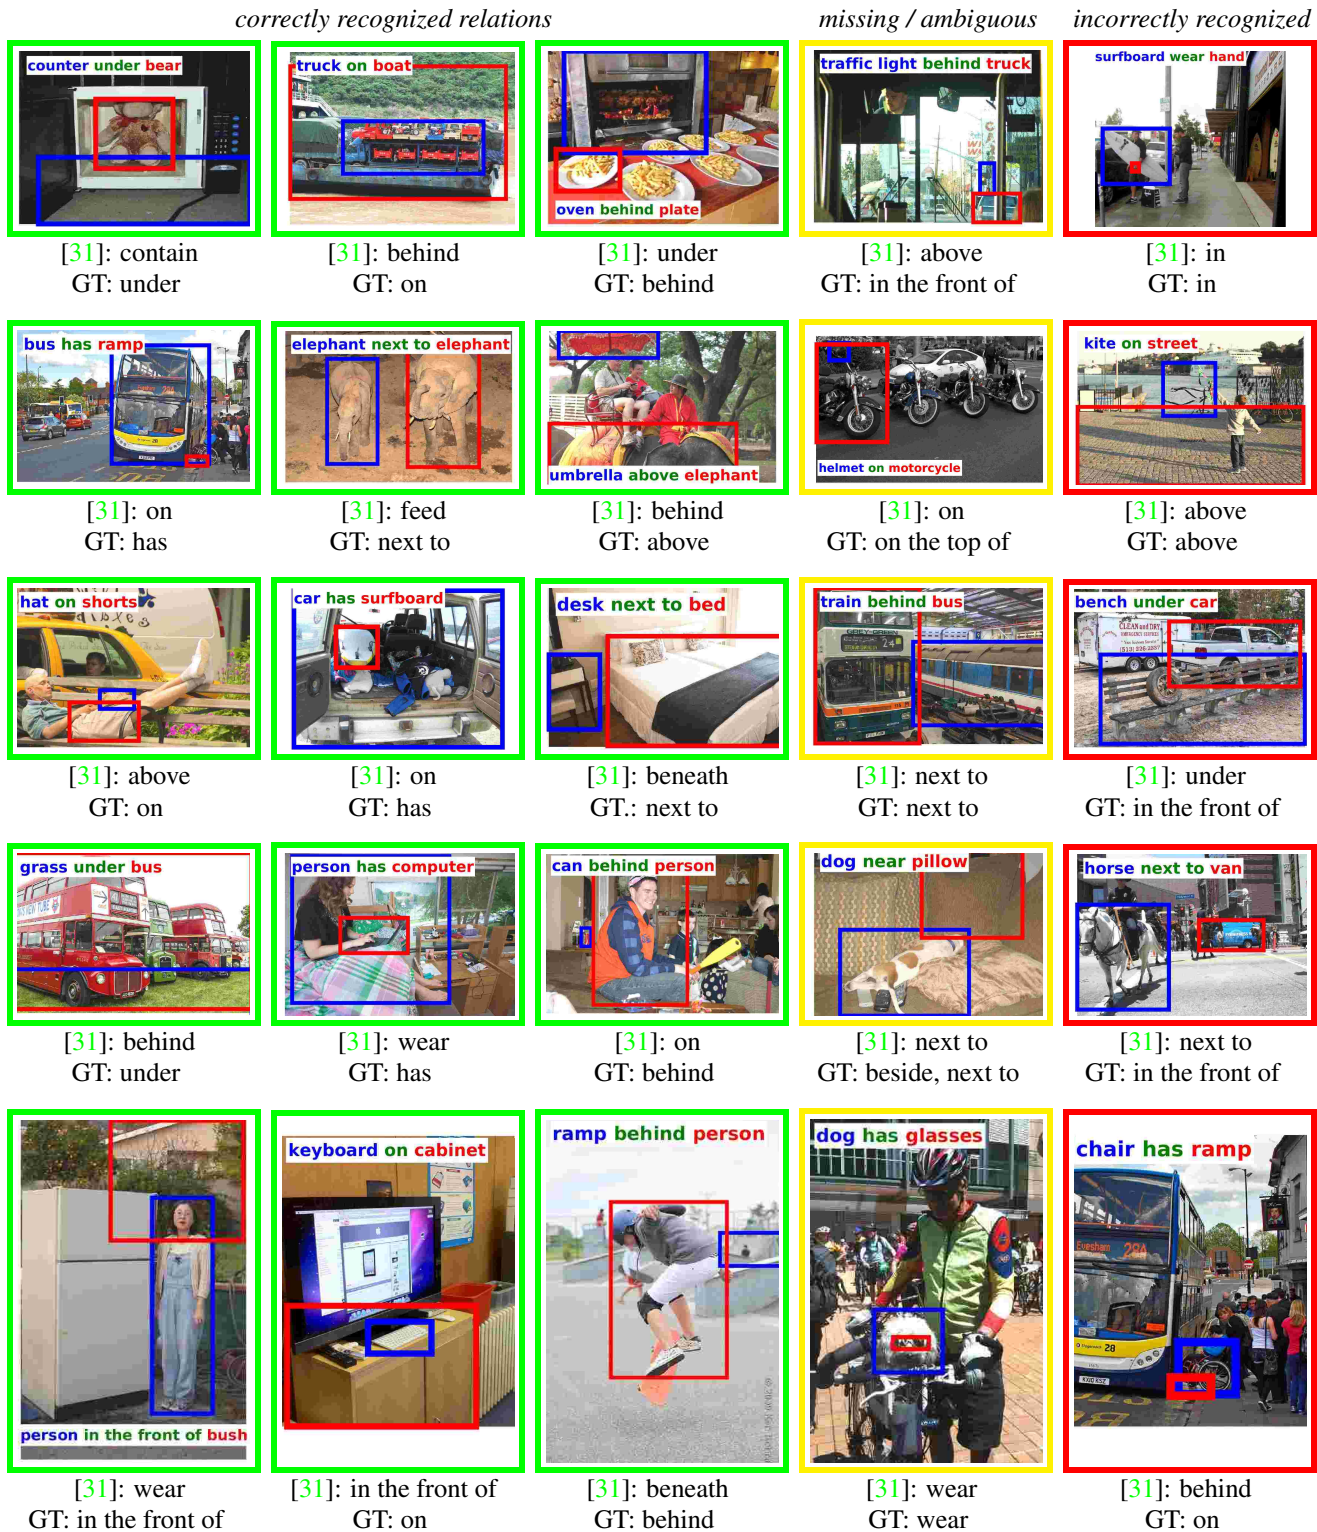 correctly recognized relations missing / ambiguous incorrectly recognized
counter under bear
truck on boat
oven behind plate
traffic light behind truck
surfboard wear hand
[31]: contain
GT: under
[31]: behind
GT: on
[31]: under
GT: behind
[31]: above
GT: in the front of
[31]: in
GT: in
bus has ramp
elephant next to elephant
umbrella above elephant
helmet on motorcycle
kite on street
[31]: on
GT: has
[31]: feed
GT: next to
[31]: behind
GT: above
[31]: on
GT: on the top of
[31]: above
GT: above
hat on shorts
car has surfboard
desk next to bed
train behind bus
GREY-GREEN
24
bench under car
CLEAN and DRY
[31]: above
GT: on
[31]: on
GT: has
[31]: beneath
GT.: next to
[31]: next to
GT: next to
[31]: under
GT: in the front of
grass under bus
person has computer
can behind person
dog near pillow
horse next to van
[31]: behind
GT: under
[31]: wear
GT: has
[31]: on
GT: behind
[31]: next to
GT: beside, next to
[31]: next to
GT: in the front of
person in the front of bush
keyboard on cabinet
ramp behind person
dog has glasses
chair has ramp
Evesham 28A
28
[31]: wear
GT: in the front of
[31]: in the front of
GT: on
[31]: beneath
GT: behind
[31]: wear
GT: wear
[31]: behind
GT: on